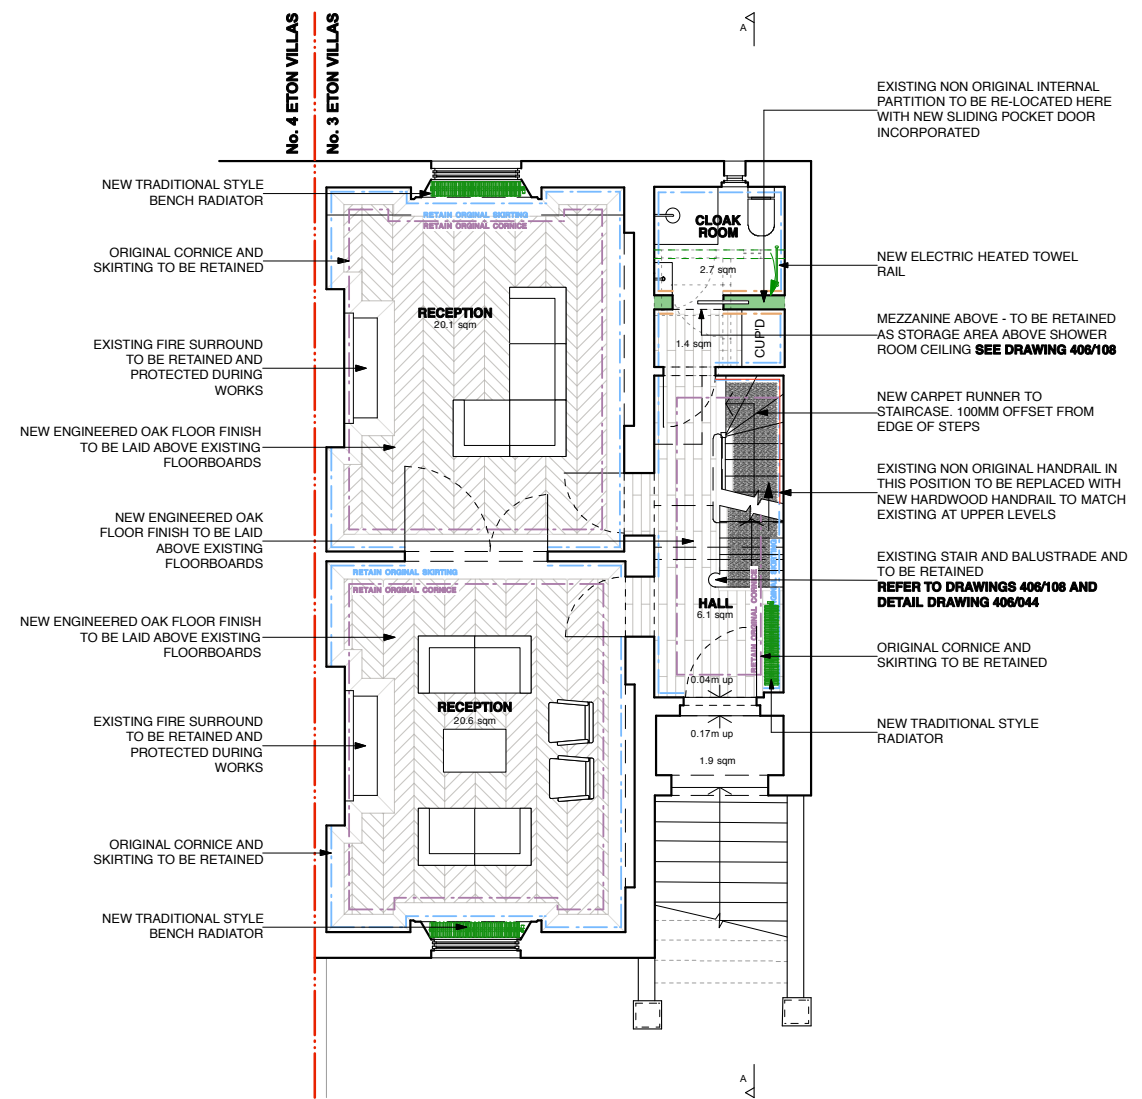 No. 4 ETON VILLAS
No. 3 ETON VILLAS
A
NEW TRADITIONAL STYLE
BENCH RADIATOR
ORIGINAL CORNICE AND
SKIRTING TO BE RETAINED
EXISTING FIRE SURROUND
TO BE RETAINED AND
PROTECTED DURING
WORKS
NEW ENGINEERED OAK FLOOR FINISH
TO BE LAID ABOVE EXISTING
FLOORBOARDS
NEW ENGINEERED OAK
FLOOR FINISH TO BE LAID
ABOVE EXISTING
FLOORBOARDS
NEW ENGINEERED OAK FLOOR FINISH
TO BE LAID ABOVE EXISTING
FLOORBOARDS
EXISTING FIRE SURROUND
TO BE RETAINED AND
PROTECTED DURING
WORKS
ORIGINAL CORNICE AND
SKIRTING TO BE RETAINED
NEW TRADITIONAL STYLE
BENCH RADIATOR
RETAIN ORGINAL SKIRTING
RETAIN ORGINAL CORNICE
RECEPTION
20.1 sqm
RETAIN ORGINAL SKIRTING
RETAIN ORGINAL CORNICE
RECEPTION
20.6 sqm
CLOAK
ROOM
2.7 sqm
1.4 sqm
CUP'D
HALL
6.1 sqm
RETAIN ORGINAL CORNICE
0.04m up
0.17m up
1.9 sqm
EXISTING NON ORIGINAL INTERNAL
PARTITION TO BE RE-LOCATED HERE
WITH NEW SLIDING POCKET DOOR
INCORPORATED
NEW ELECTRIC HEATED TOWEL
RAIL
MEZZANINE ABOVE - TO BE RETAINED
AS STORAGE AREA ABOVE SHOWER
ROOM CEILING SEE DRAWING 406/108
NEW CARPET RUNNER TO
STAIRCASE. 100MM OFFSET FROM
EDGE OF STEPS
EXISTING NON ORIGINAL HANDRAIL IN
THIS POSITION TO BE REPLACED WITH
NEW HARDWOOD HANDRAIL TO MATCH
EXISTING AT UPPER LEVELS
EXISTING STAIR AND BALUSTRADE AND
TO BE RETAINED
REFER TO DRAWINGS 406/108 AND
DETAIL DRAWING 406/044
ORIGINAL CORNICE AND
SKIRTING TO BE RETAINED
NEW TRADITIONAL STYLE
RADIATOR
A